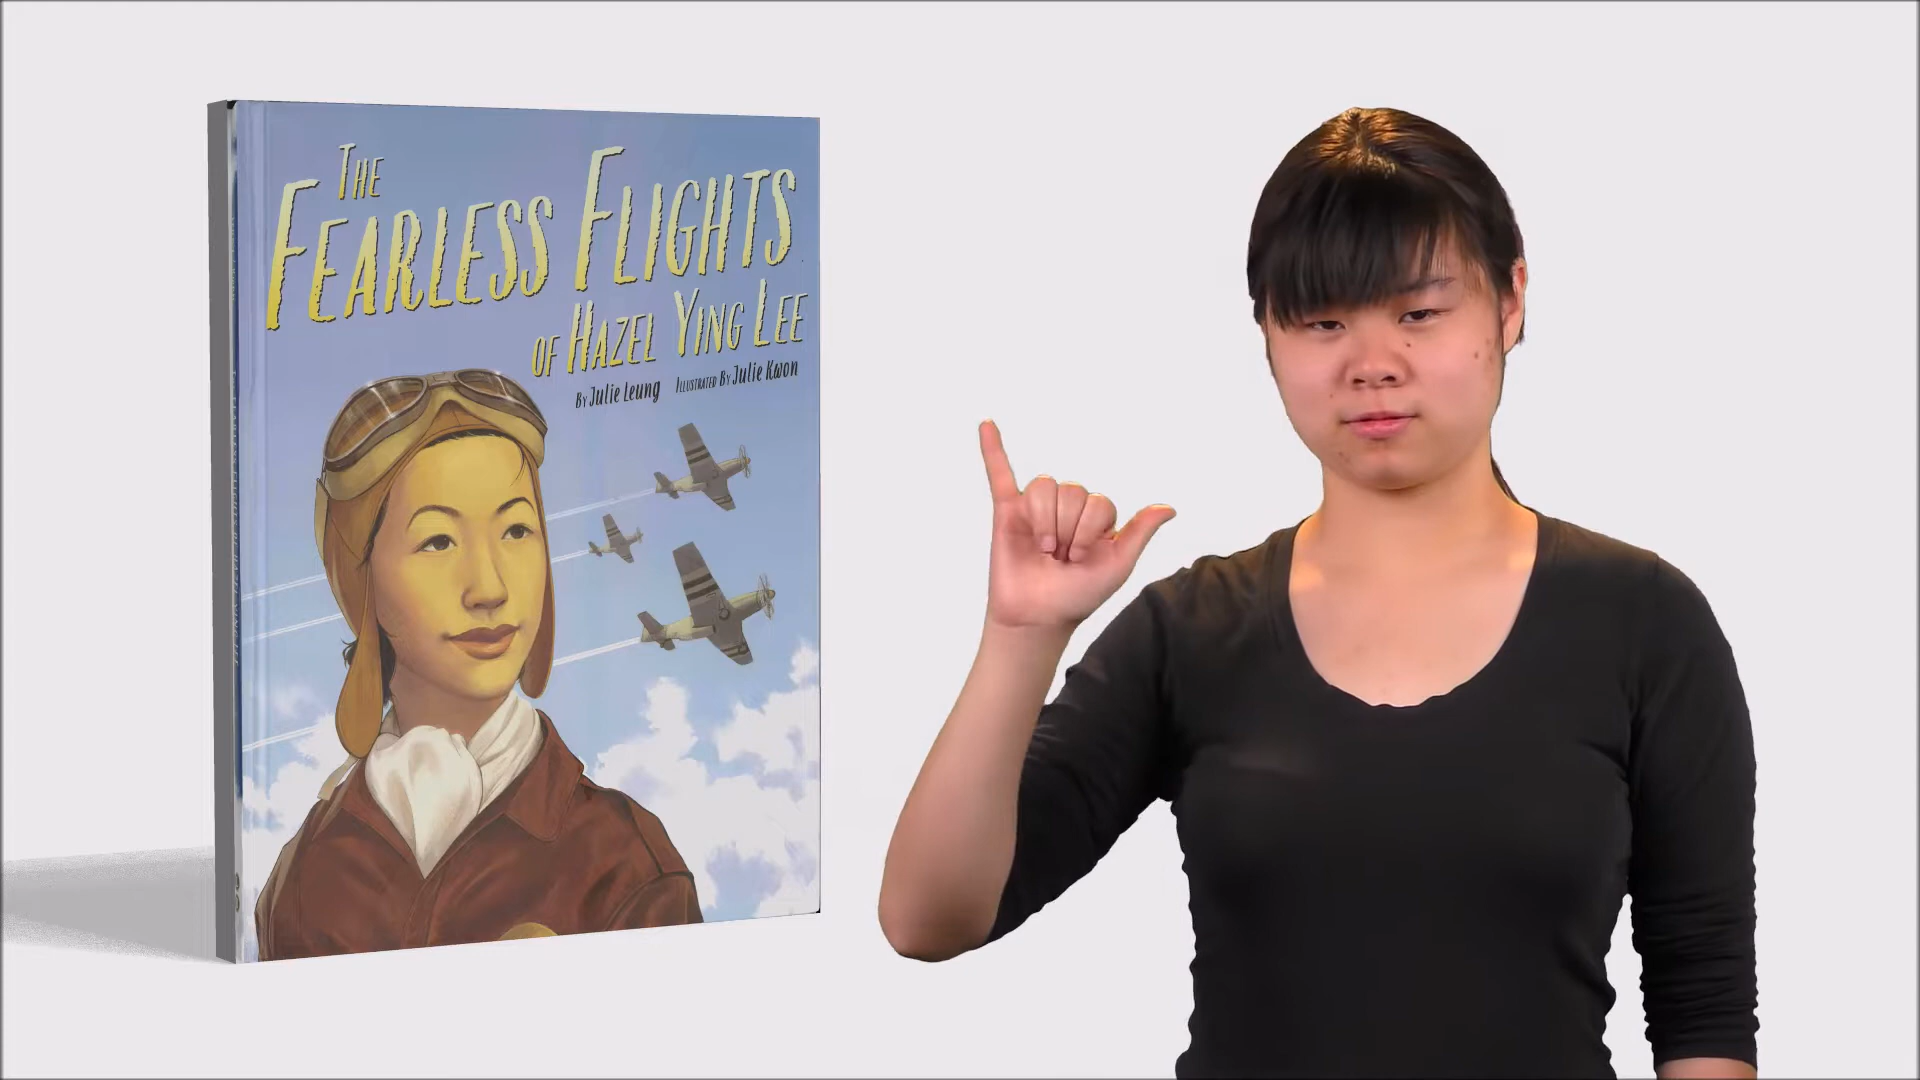 THE
FEARLESS FLIGHTS
OF HAZEL YING LEE
BY Julie Leung ILLUSTRATED BY Julie Kwon